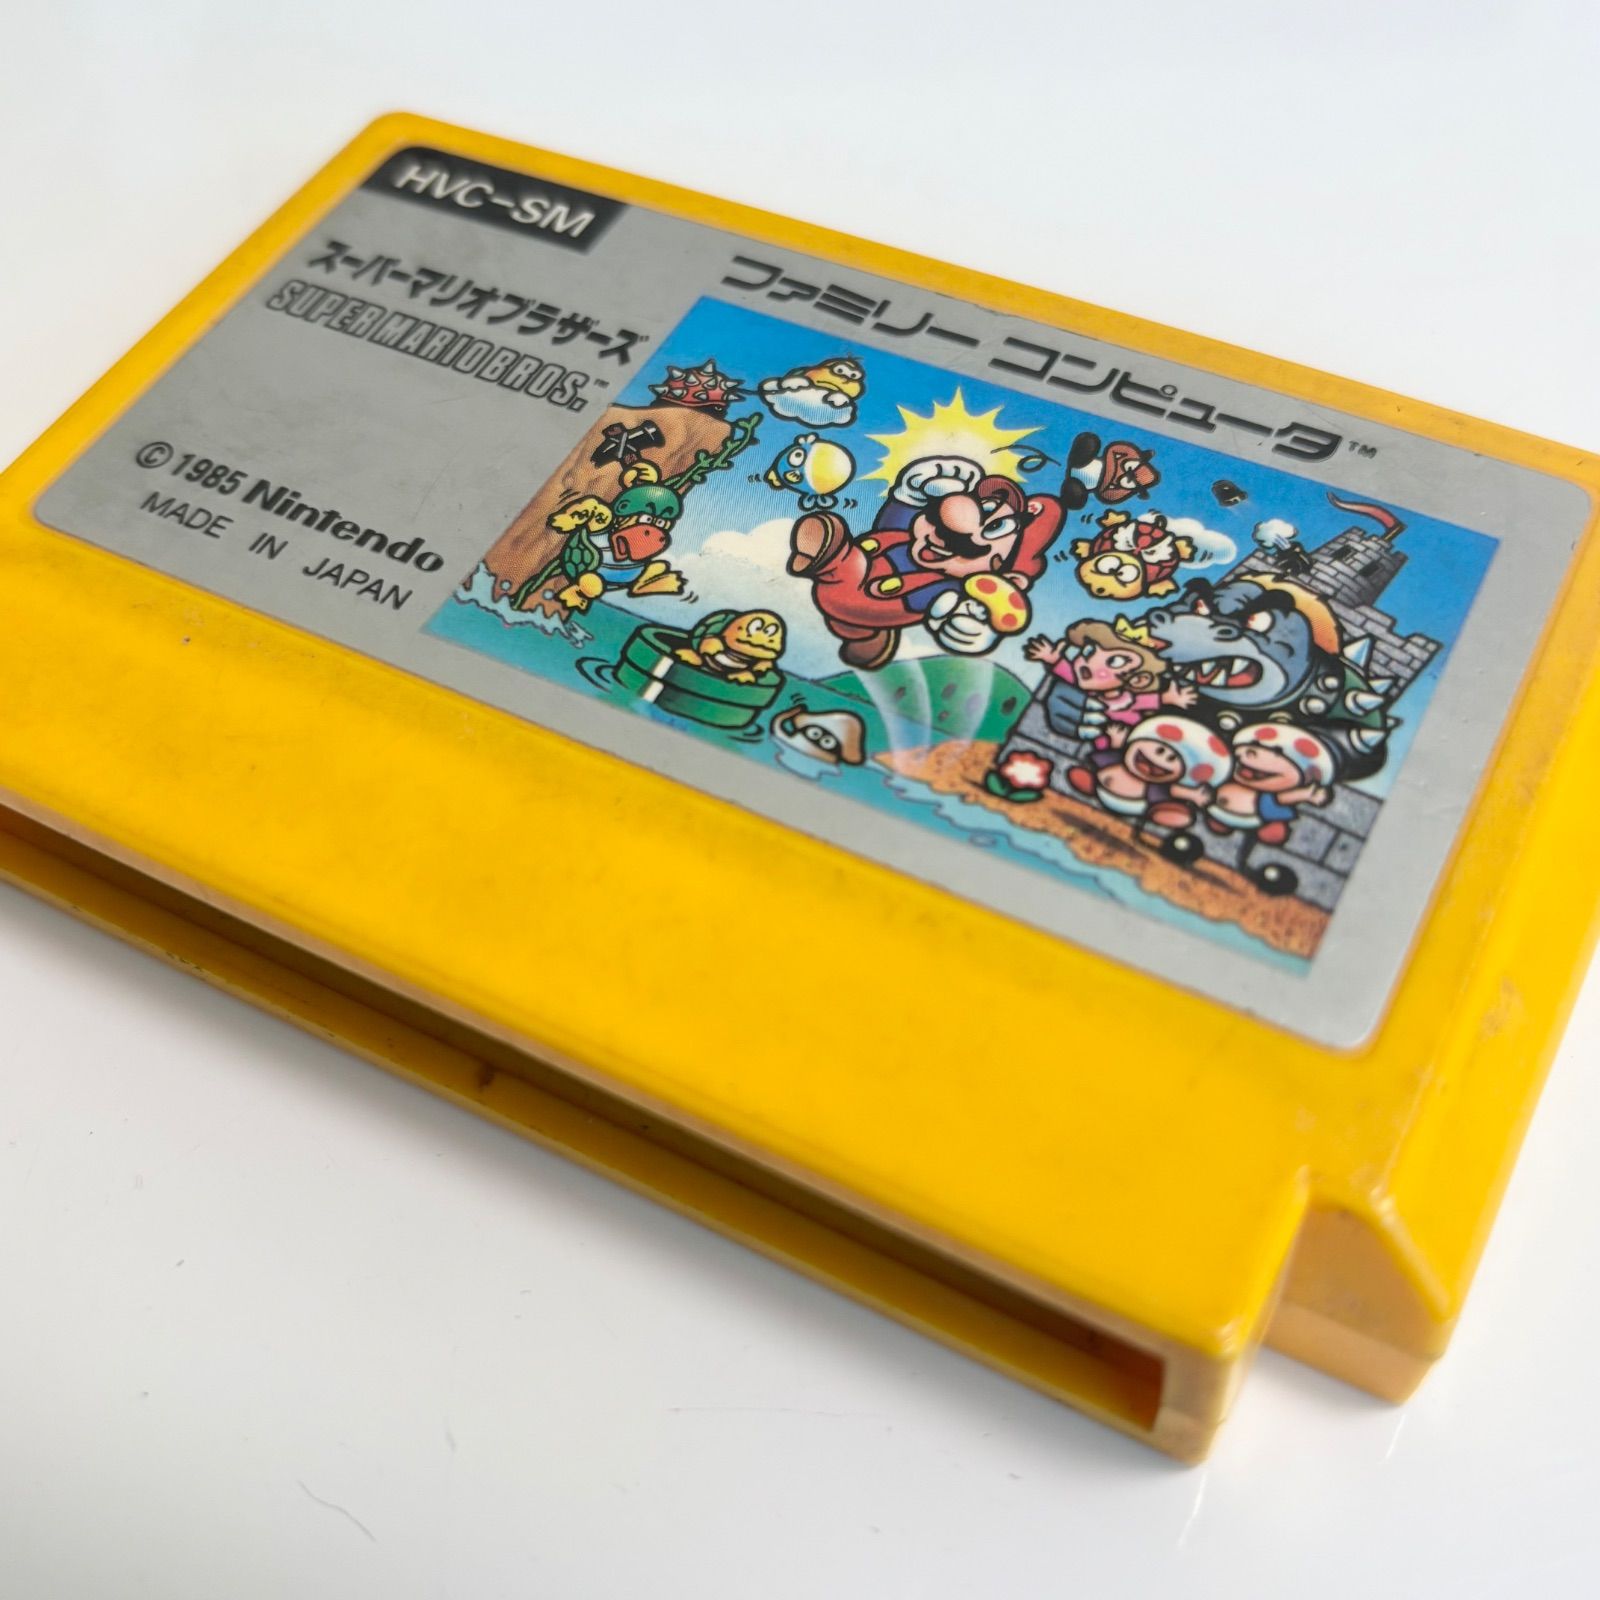 HVC-SM
スーパーマリオブラザーズ
SUPER MARIO BROS.™
© 1985 Nintendo
MADE IN JAPAN
ファミリー コンピュータ™